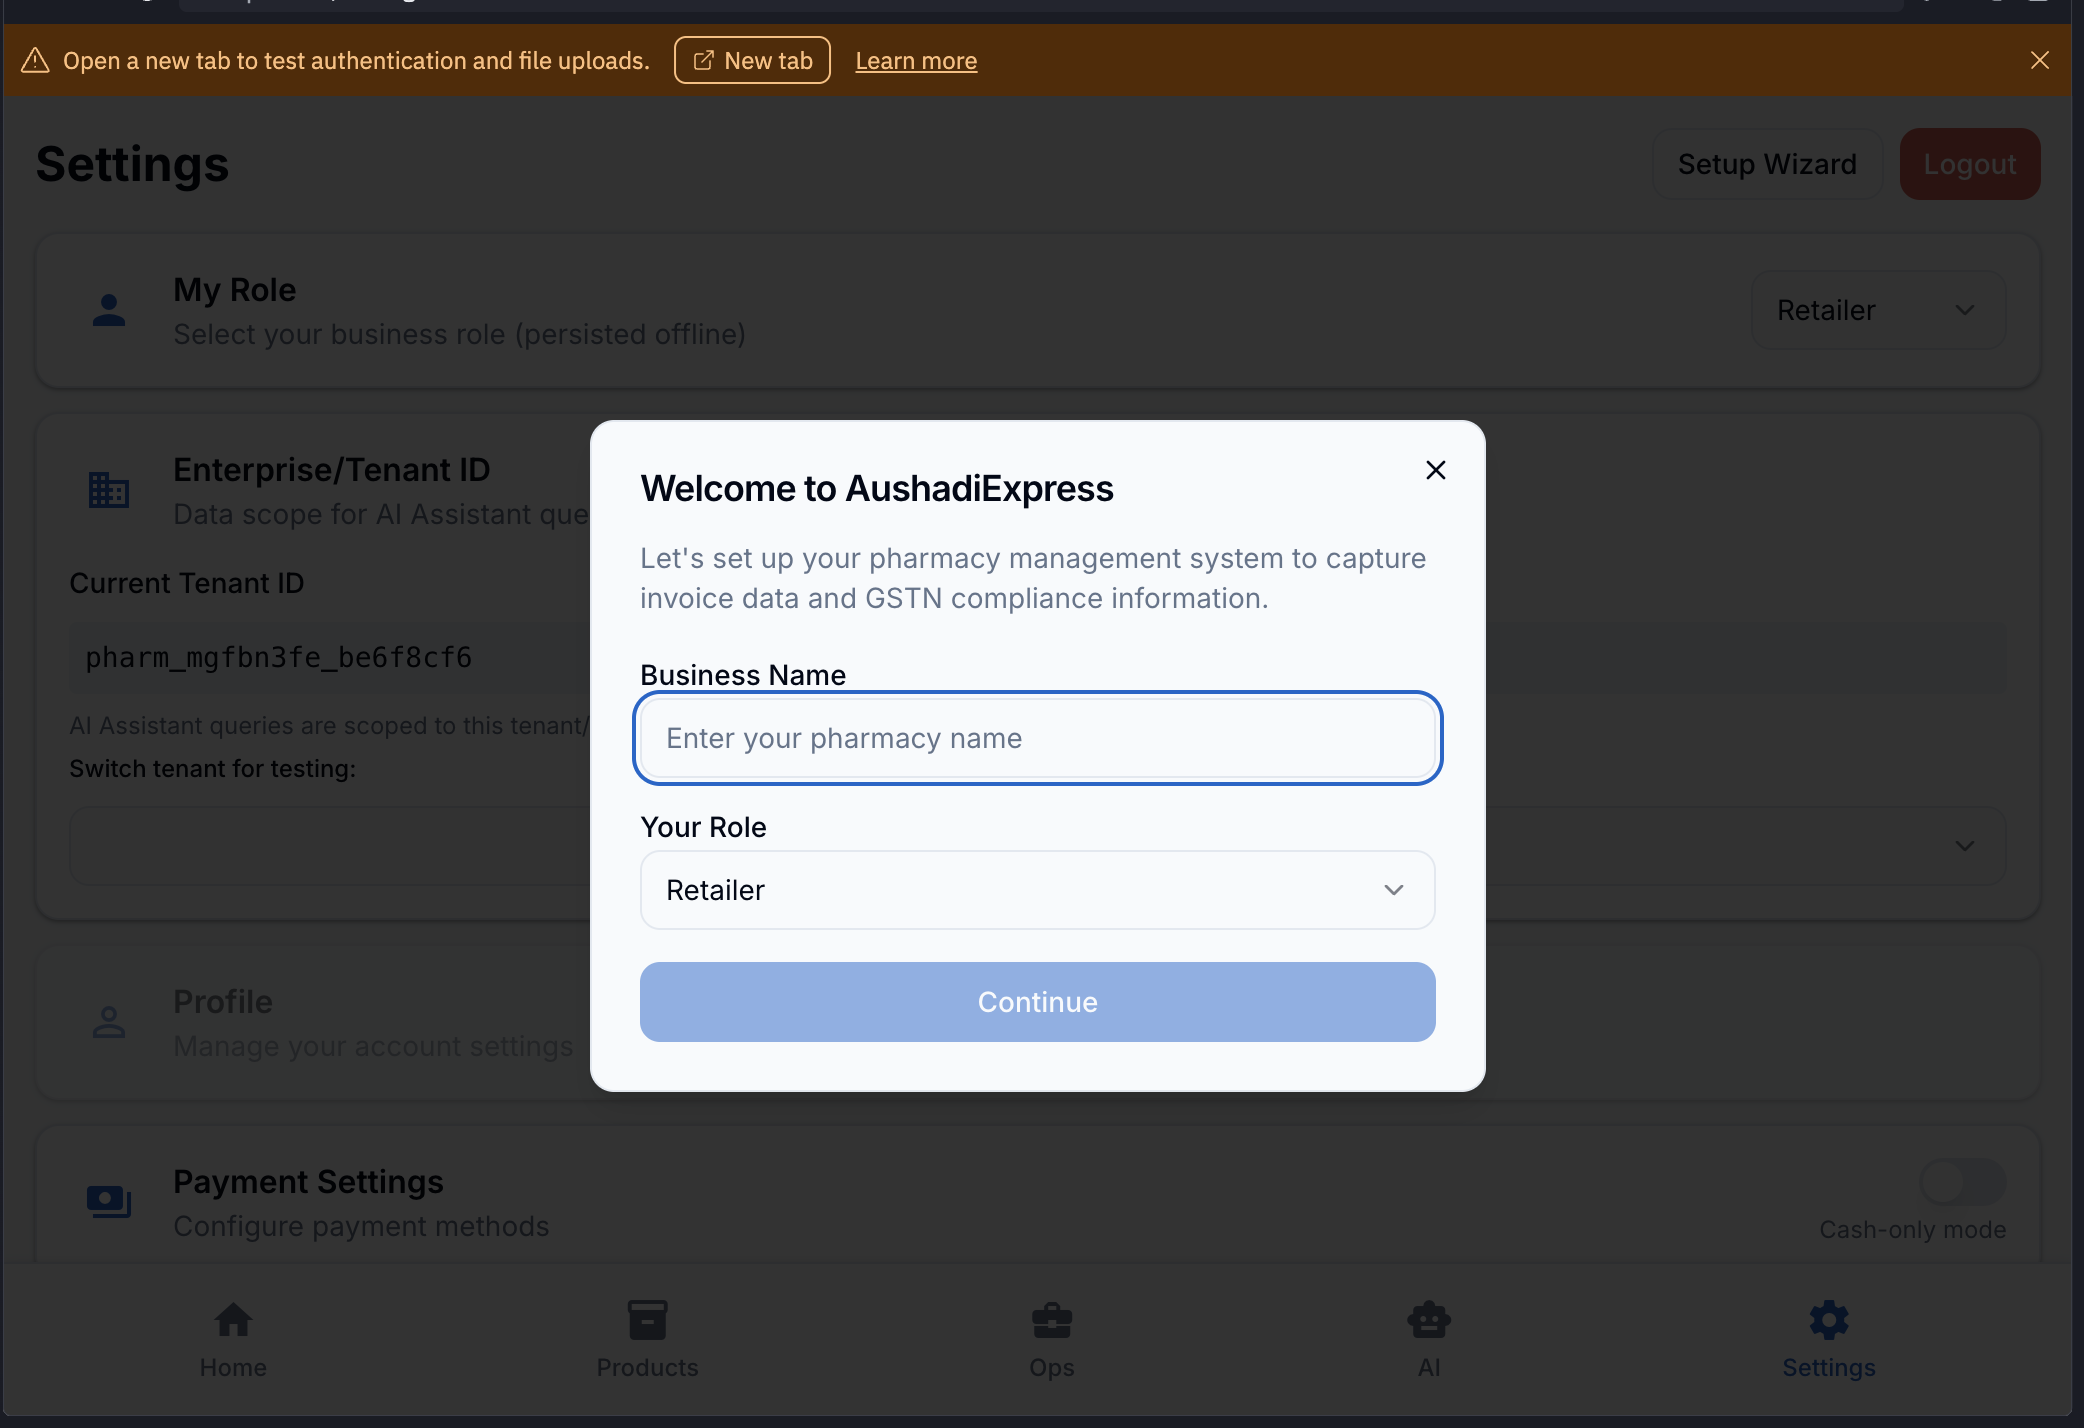 Open a new tab to test authentication and file uploads. New tab Learn more
Settings
Setup Wizard
Logout
My Role
Select your business role (persisted offline)
Retailer
Enterprise/Tenant ID
Data scope for AI Assistant que
Current Tenant ID
pharm_mgfbn3fe_be6f8cf6
AI Assistant queries are scoped to this tenant/
Switch tenant for testing:
Welcome to AushadiExpress
Let's set up your pharmacy management system to capture
invoice data and GSTN compliance information.
Business Name
Enter your pharmacy name
Your Role
Retailer
Continue
Profile
Manage your account settings
Payment Settings
Configure payment methods
Cash-only mode
Home
Products
Ops
AI
Settings